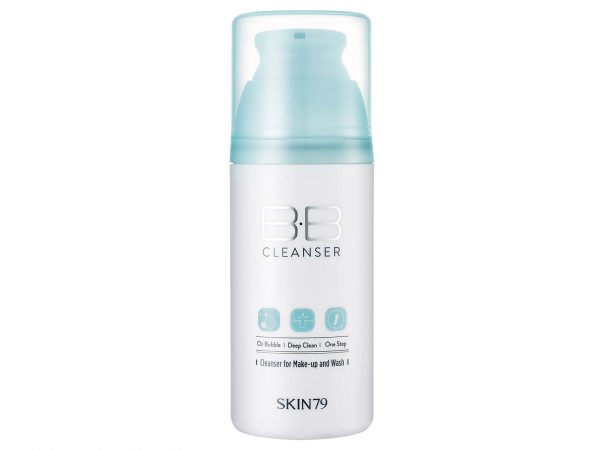 B·B
CLEANSER
O₂ Bubble | Deep Clean | One Step
Cleanser for Make-up and Wash
SKIN79